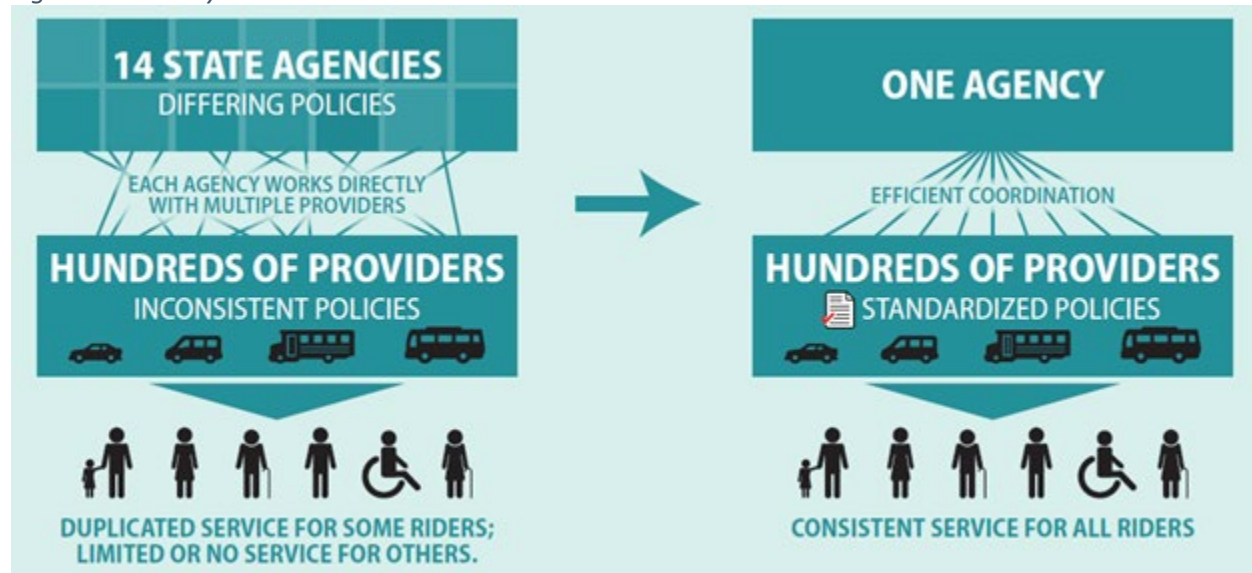 14 STATE AGENCIES
DIFFERING POLICIES
EACH AGENCY WORKS DIRECTLY
WITH MULTIPLE PROVIDERS
HUNDREDS OF PROVIDERS
INCONSISTENT POLICIES
DUPLICATED SERVICE FOR SOME RIDERS;
LIMITED OR NO SERVICE FOR OTHERS.
ONE AGENCY
EFFICIENT COORDINATION
HUNDREDS OF PROVIDERS
STANDARDIZED POLICIES
CONSISTENT SERVICE FOR ALL RIDERS